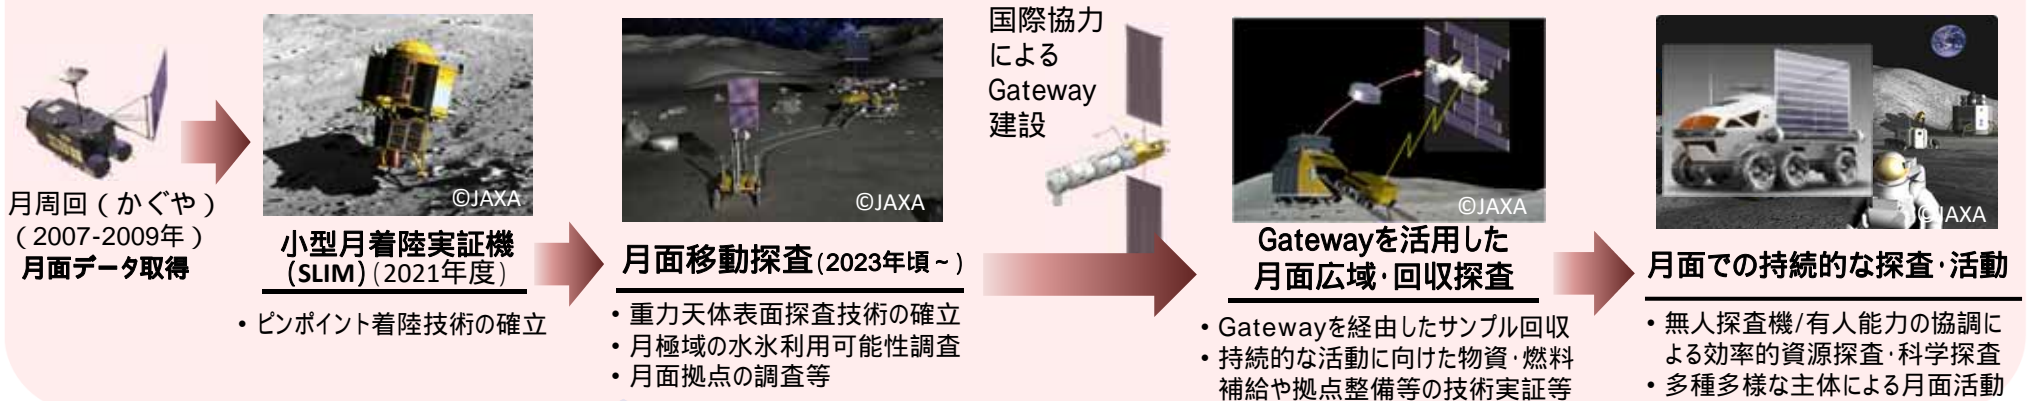 月周回（かぐや）
（2007-2009年）
月面データ取得
©JAXA
小型月着陸実証機
(SLIM)(2021年度)
・ピンポイント着陸技術の確立
©JAXA
月面移動探査(2023年頃~)
・重力天体表面探査技術の確立
・月極域の水氷利用可能性調査
・月面拠点の調査等
国際協力
による
Gateway
建設
©JAXA
Gatewayを活用した
月面広域・回収探査
・Gatewayを経由したサンプル回収
・持続的な活動に向けた物資・燃料
補給や拠点整備等の技術実証等
©JAXA
月面での持続的な探査・活動
・無人探査機/有人能力の協調に
よる効率的資源探査・科学探査
・多種多様な主体による月面活動